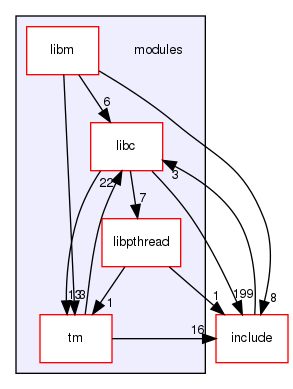 libm modules
6
libc
22 3
7
libpthread
13 3 1 1 199 8
tm 16 include